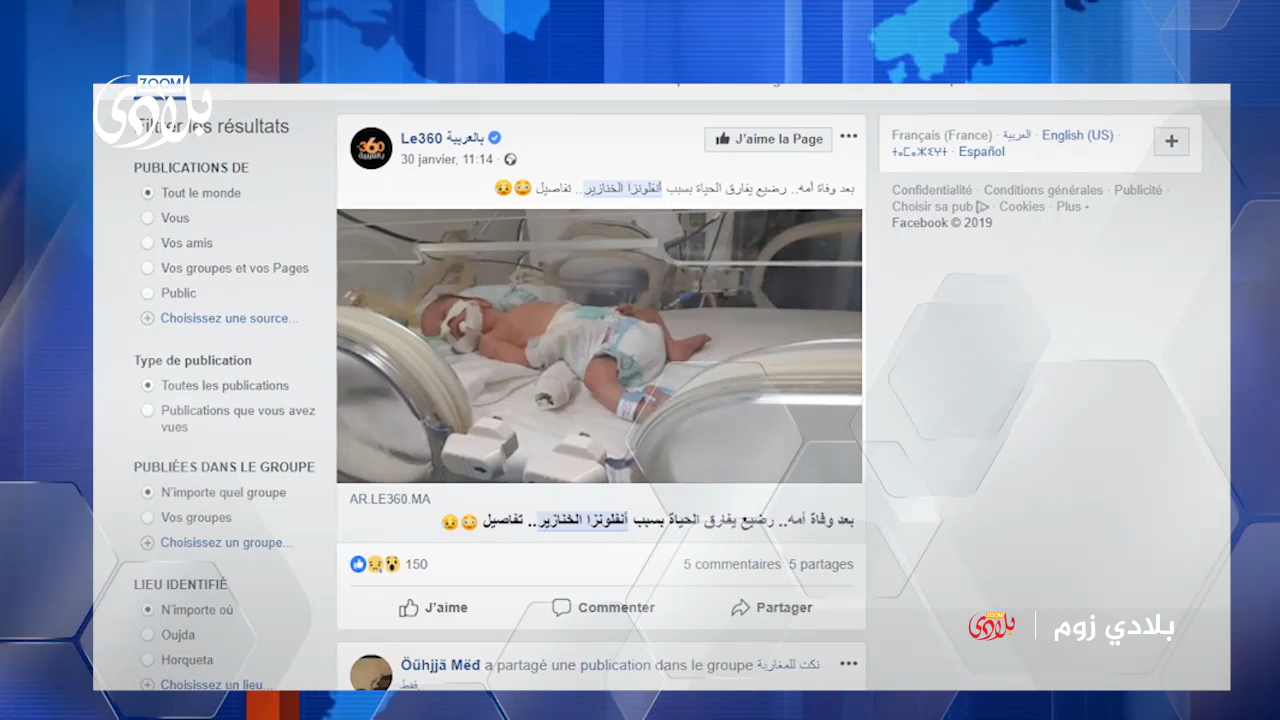 ZOOM
بلادي
Filtrer les résultats
PUBLICATIONS DE
Tout le monde
Vous
Vos amis
Vos groupes et vos Pages
Public
Choisissez une source...
Type de publication
Toutes les publications
Publications que vous avez
vues
PUBLIÉES DANS LE GROUPE
N'importe quel groupe
Vos groupes
Choisissez un groupe...
LIEU IDENTIFIÉ
N'importe où
Oujda
Horqueta
Choisissez un lieu...
Le360 بالعربية
30 janvier, 11:14 ·
J'aime la Page
بعد وفاة أمه.. رضيع يفارق الحياة بسبب أنفلونزا الخنازير.. تفاصيل 😳😣
360
بالعربية
AR.LE360.MA
بعد وفاة أمه.. رضيع يفارق الحياة بسبب أنفلونزا الخنازير.. تفاصيل 😳😣
150
5 commentaires 5 partages
J'aime
Commenter
Partager
Öűhjjä Mëđ a partagé une publication dans le groupe نكت للمغاربة
فقط
Français (France) · العربية · English (US) ·
ⵜⴰⵎⴰⵣⵉⵖⵜ · Español
Confidentialité · Conditions générales · Publicité ·
Choisir sa pub · Cookies · Plus
Facebook © 2019
ZOOM
بلادي
بلادي زوم